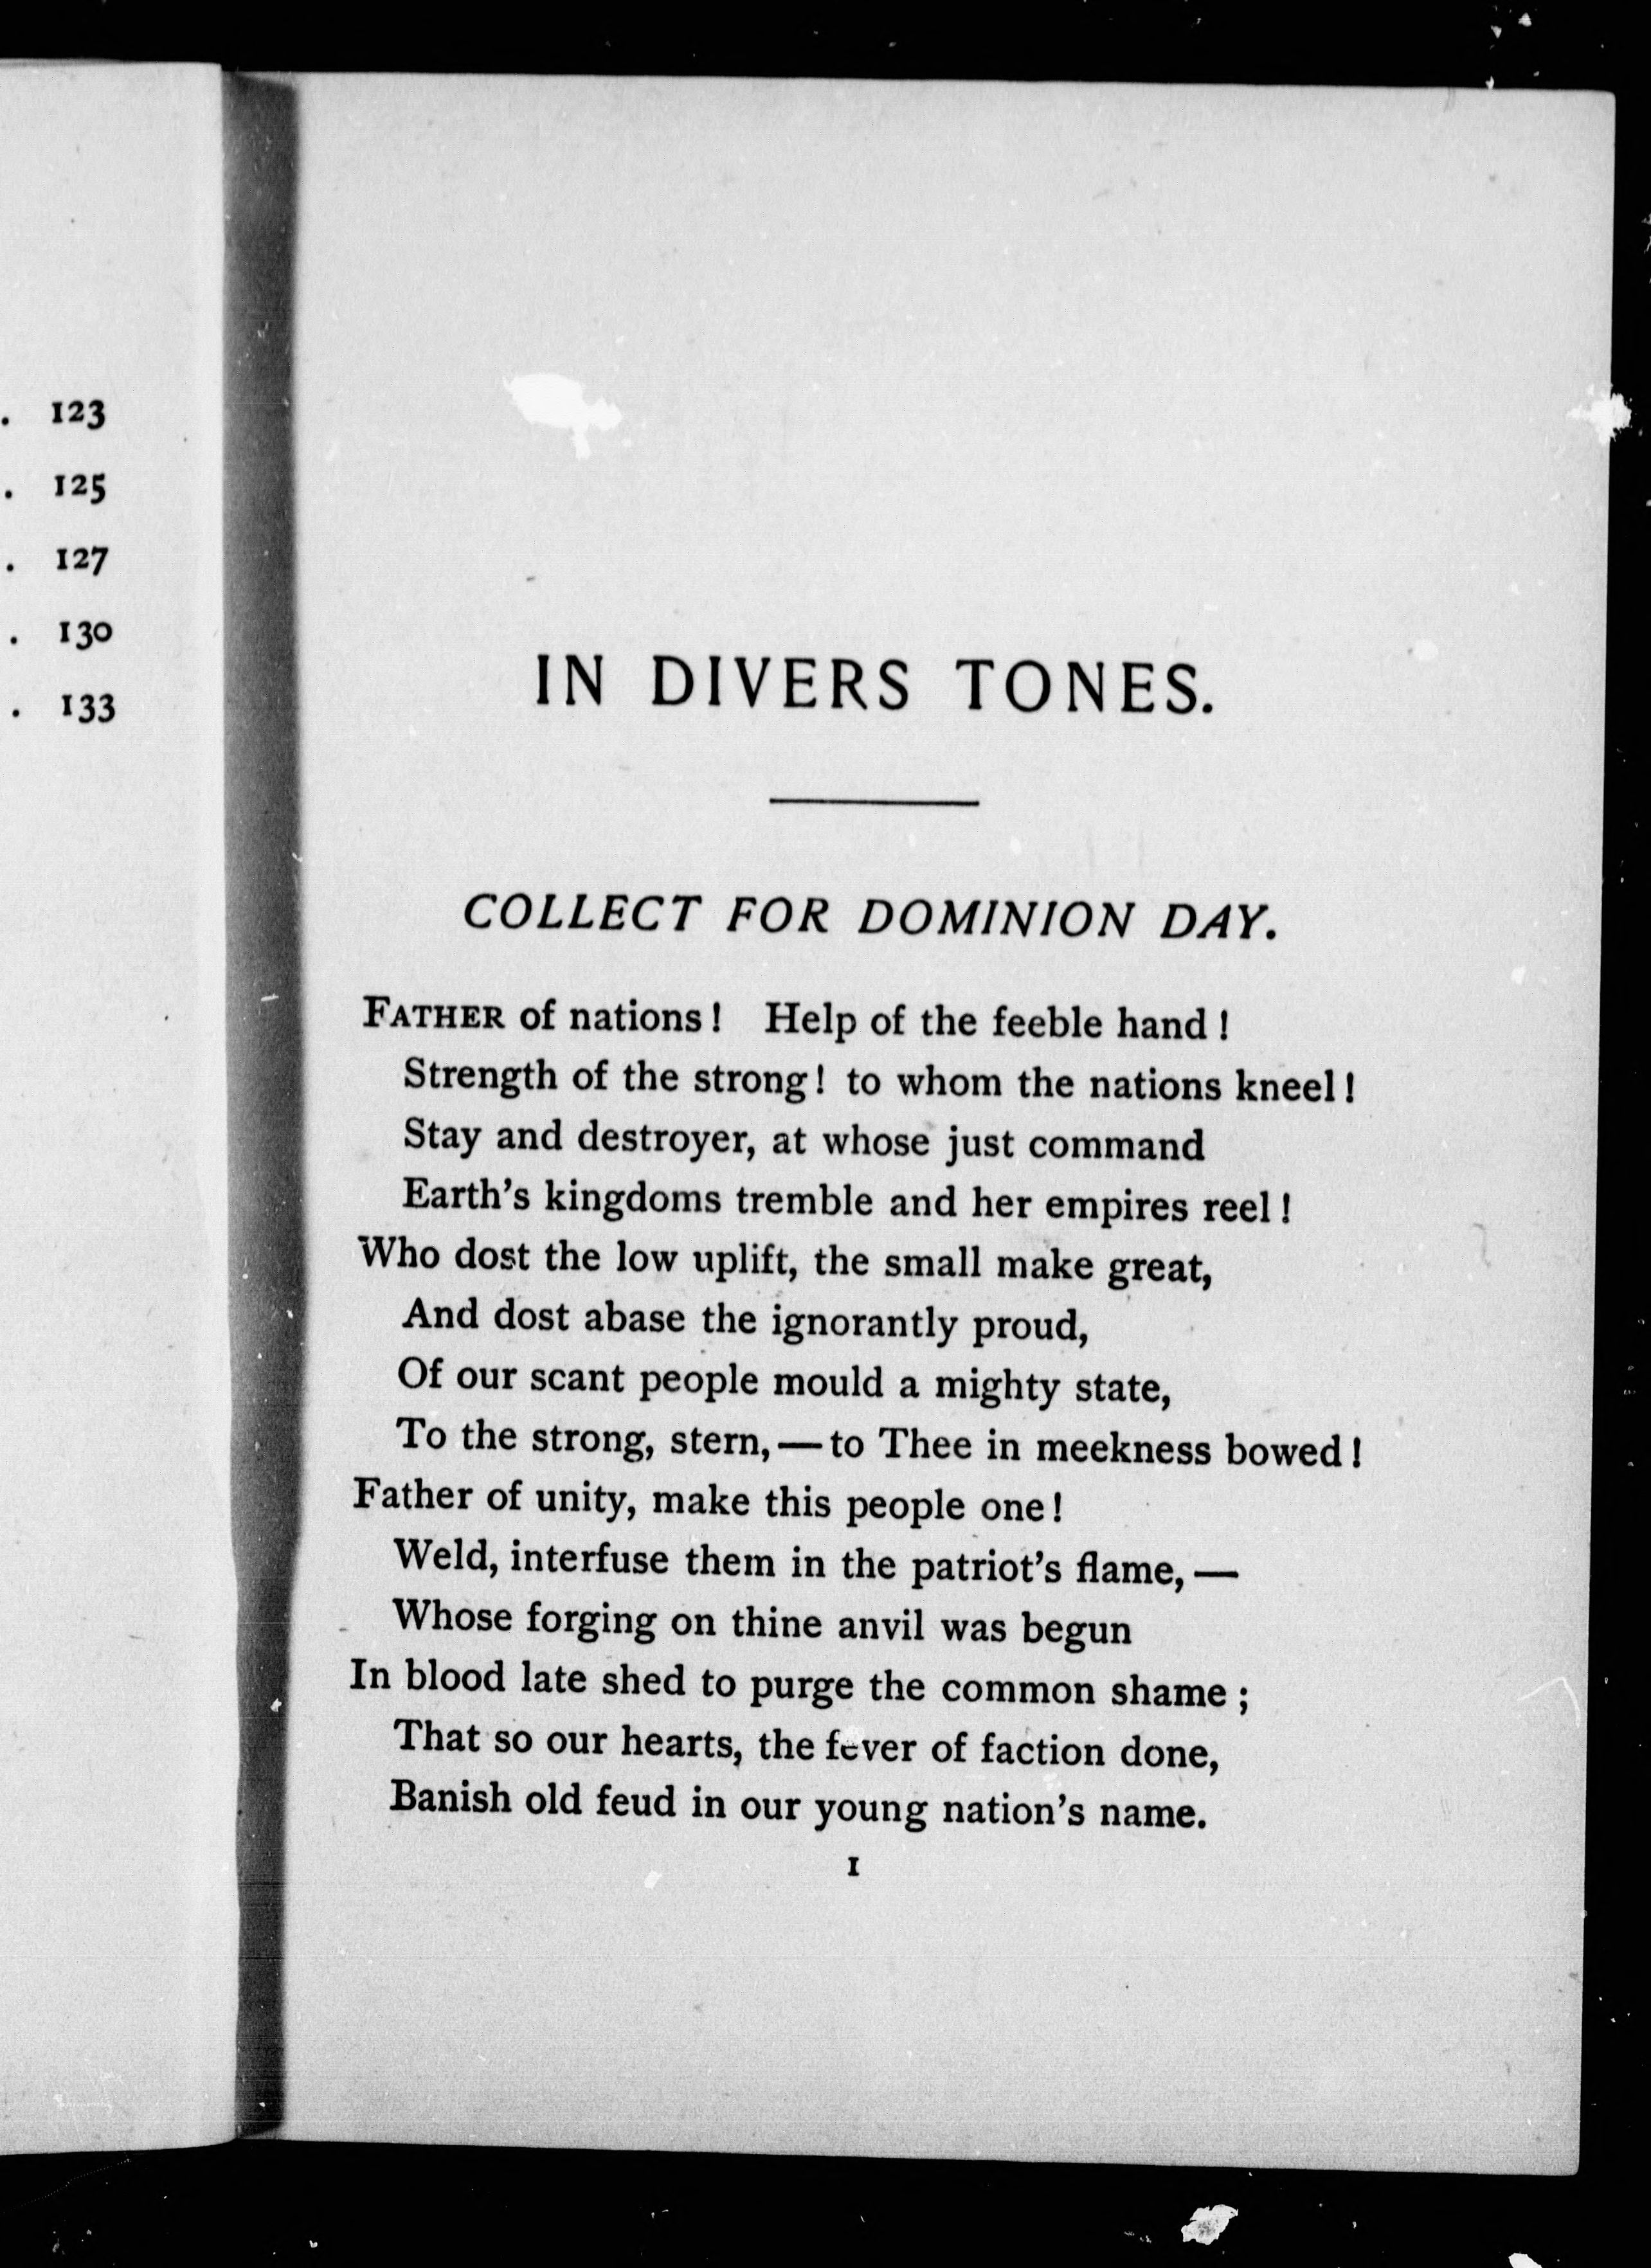 . 123
. 125
. 127
. 130
. 133
IN DIVERS TONES.
COLLECT FOR DOMINION DAY.
FATHER of nations! Help of the feeble hand!
Strength of the strong! to whom the nations kneel!
Stay and destroyer, at whose just command
Earth's kingdoms tremble and her empires reel!
Who dost the low uplift, the small make great,
And dost abase the ignorantly proud,
Of our scant people mould a mighty state,
To the strong, stern,—to Thee in meekness bowed!
Father of unity, make this people one!
Weld, interfuse them in the patriot's flame,—
Whose forging on thine anvil was begun
In blood late shed to purge the common shame;
That so our hearts, the fever of faction done,
Banish old feud in our young nation's name.
1